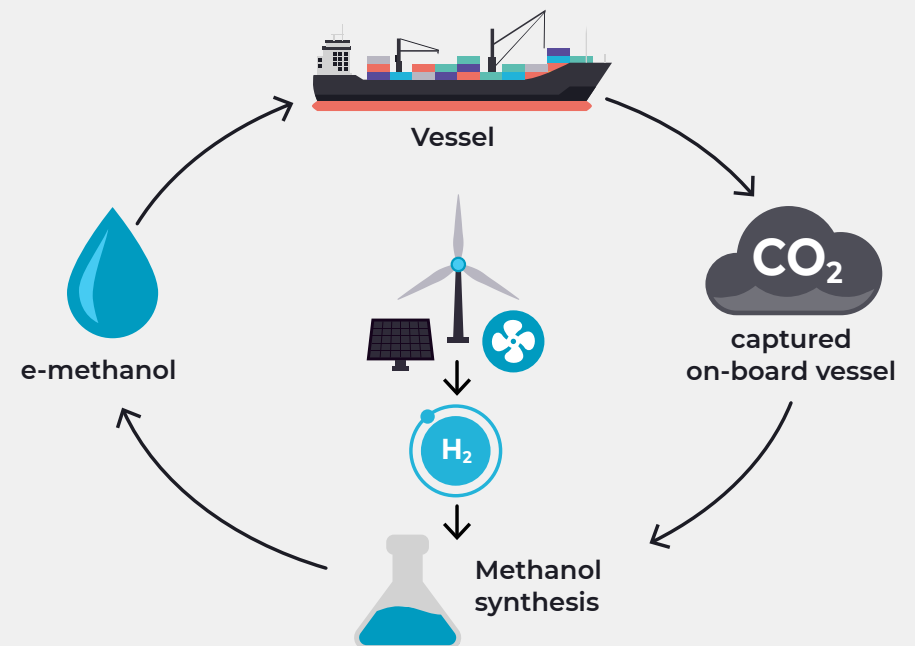 Vessel
CO₂
captured
on-board vessel
e-methanol
H₂
Methanol
synthesis